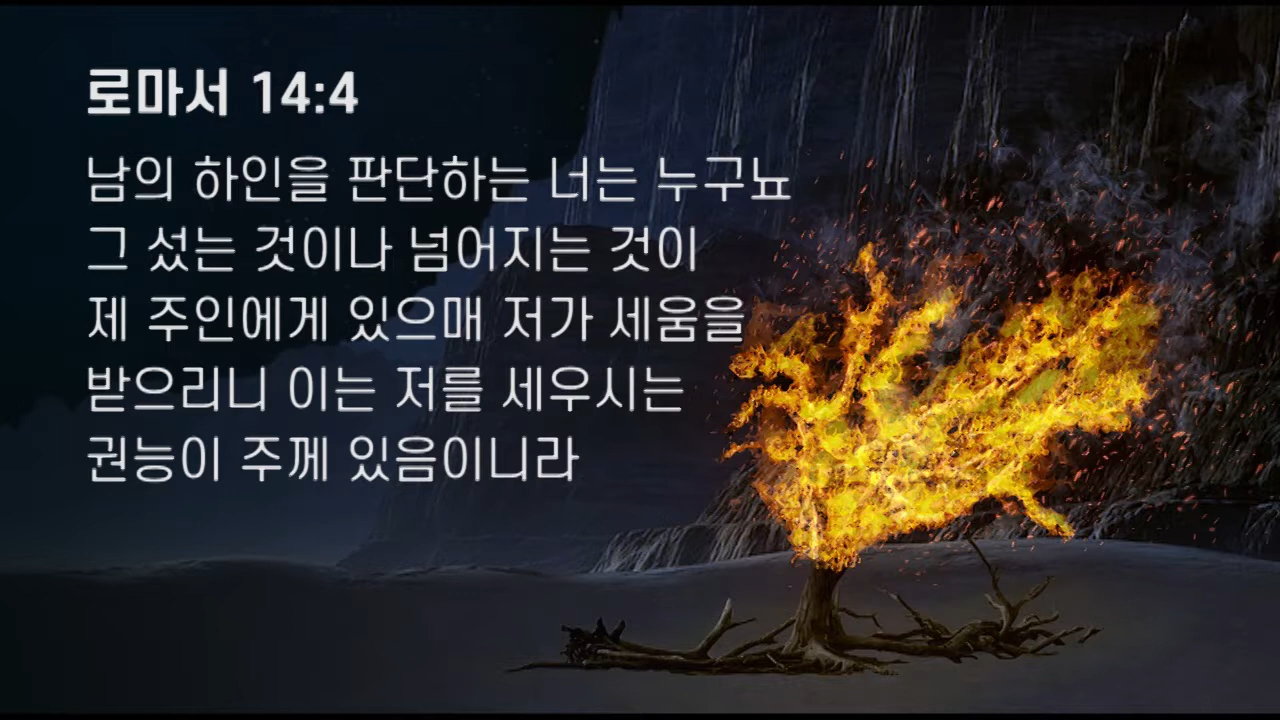 로마서 14:4
남의 하인을 판단하는 너는 누구뇨
그 섰는 것이나 넘어지는 것이
제 주인에게 있으매 저가 세움을
받으리니 이는 저를 세우시는
권능이 주께 있음이니라